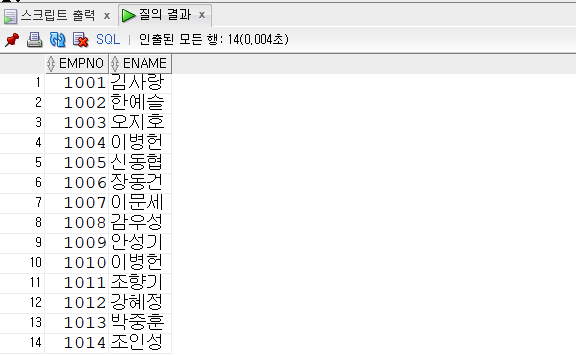 스크립트 출력 x 질의 결과 x
SQL | 인출된 모든 행: 14(0,004초)
EMPNO ENAME
1 1001 김사랑
2 1002 한예슬
3 1003 오지호
4 1004 이병헌
5 1005 신동협
6 1006 장동건
7 1007 이문세
8 1008 감우성
9 1009 안성기
10 1010 이병헌
11 1011 조향기
12 1012 강혜정
13 1013 박중훈
14 1014 조인성